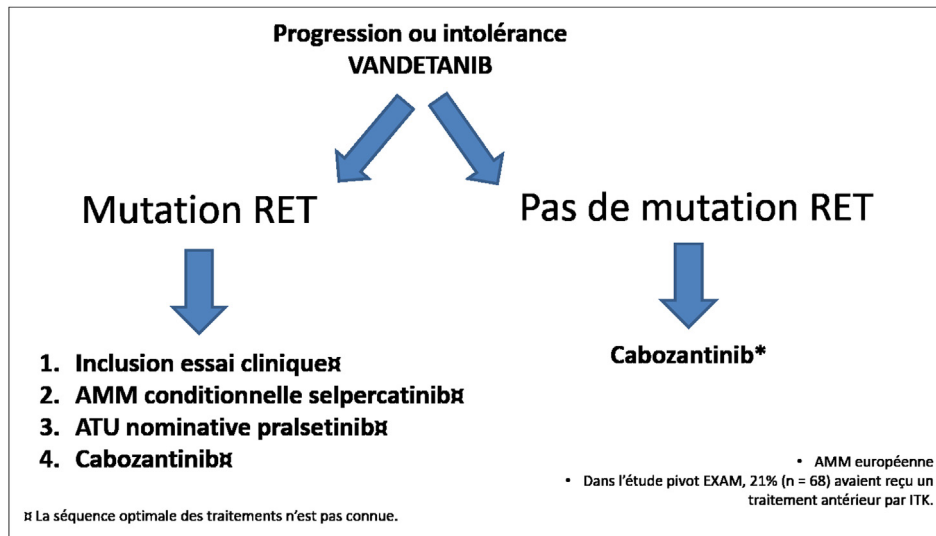 Progression ou intolérance
VANDETANIB
Mutation RET
Pas de mutation RET
1. Inclusion essai clinique¤
2. AMM conditionnelle selpercatinib¤
3. ATU nominative pralsetinib¤
4. Cabozantinib¤
Cabozantinib*
• AMM européenne
• Dans l'étude pivot EXAM, 21% (n = 68) avaient reçu un
traitement antérieur par ITK.
¤ La séquence optimale des traitements n'est pas connue.